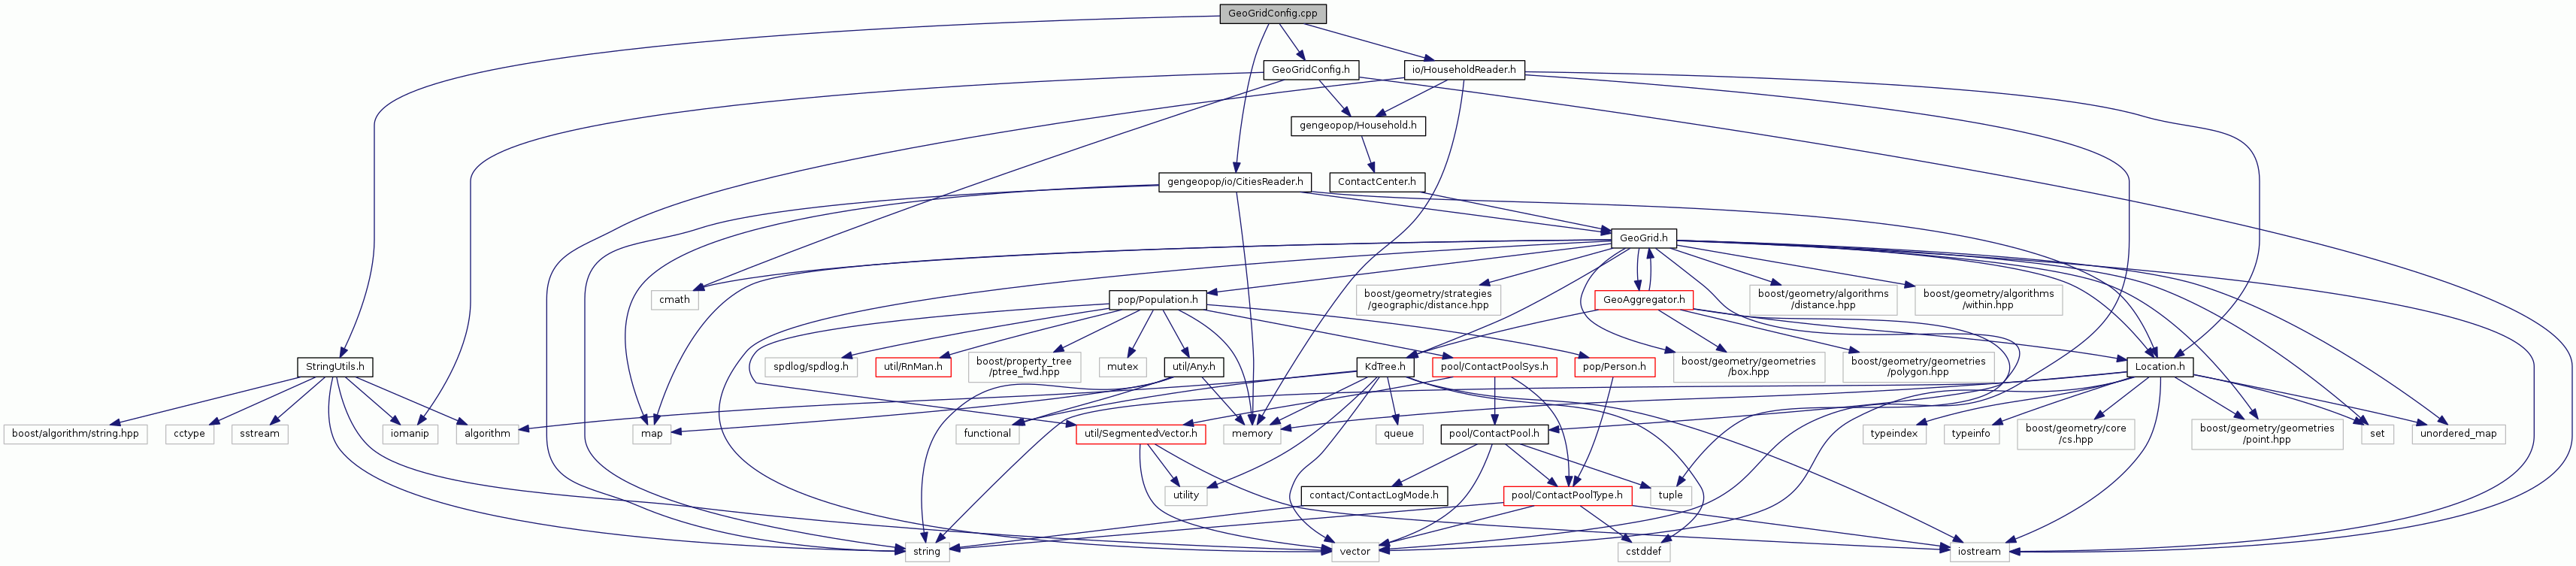 GeoGridConfig.cpp
GeoGridConfig.h
io/HouseholdReader.h
gengeopop/Household.h
gengeopop/io/CitiesReader.h
ContactCenter.h
GeoGrid.h
cmath
pop/Population.h
boost/geometry/strategies
/geographic/distance.hpp
GeoAggregator.h
boost/geometry/algorithms
/distance.hpp
boost/geometry/algorithms
/within.hpp
StringUtils.h
spdlog/spdlog.h
util/RnMan.h
boost/property_tree
/ptree_fwd.hpp
mutex
util/Any.h
KdTree.h
pool/ContactPoolSys.h
pop/Person.h
boost/geometry/geometries
/box.hpp
boost/geometry/geometries
/polygon.hpp
Location.h
boost/algorithm/string.hpp
cctype
sstream
iomanip
algorithm
map
functional
util/SegmentedVector.h
memory
queue
pool/ContactPool.h
typeindex
typeinfo
boost/geometry/core
/cs.hpp
boost/geometry/geometries
/point.hpp
set
unordered_map
utility
contact/ContactLogMode.h
pool/ContactPoolType.h
tuple
string
vector
cstddef
iostream